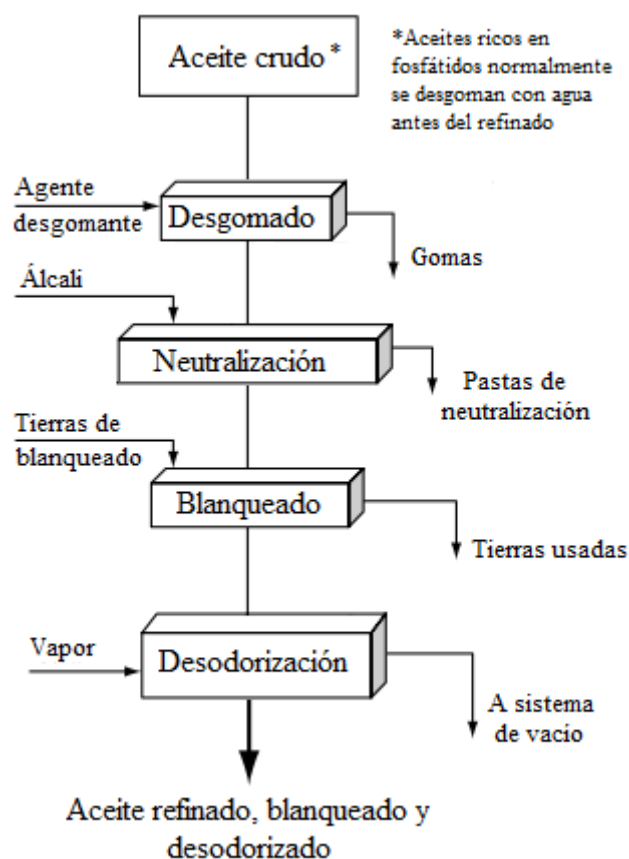 Aceite crudo *
*Aceites ricos en
fosfátidos normalmente
se desgoman con agua
antes del refinado
Agente
desgomante
Desgomado
Gomas
Álcali
Neutralización
Pastas de
neutralización
Tierras de
blanqueado
Blanqueado
Tierras usadas
Vapor
Desodorización
A sistema
de vacio
Aceite refinado, blanqueado y
desodorizado